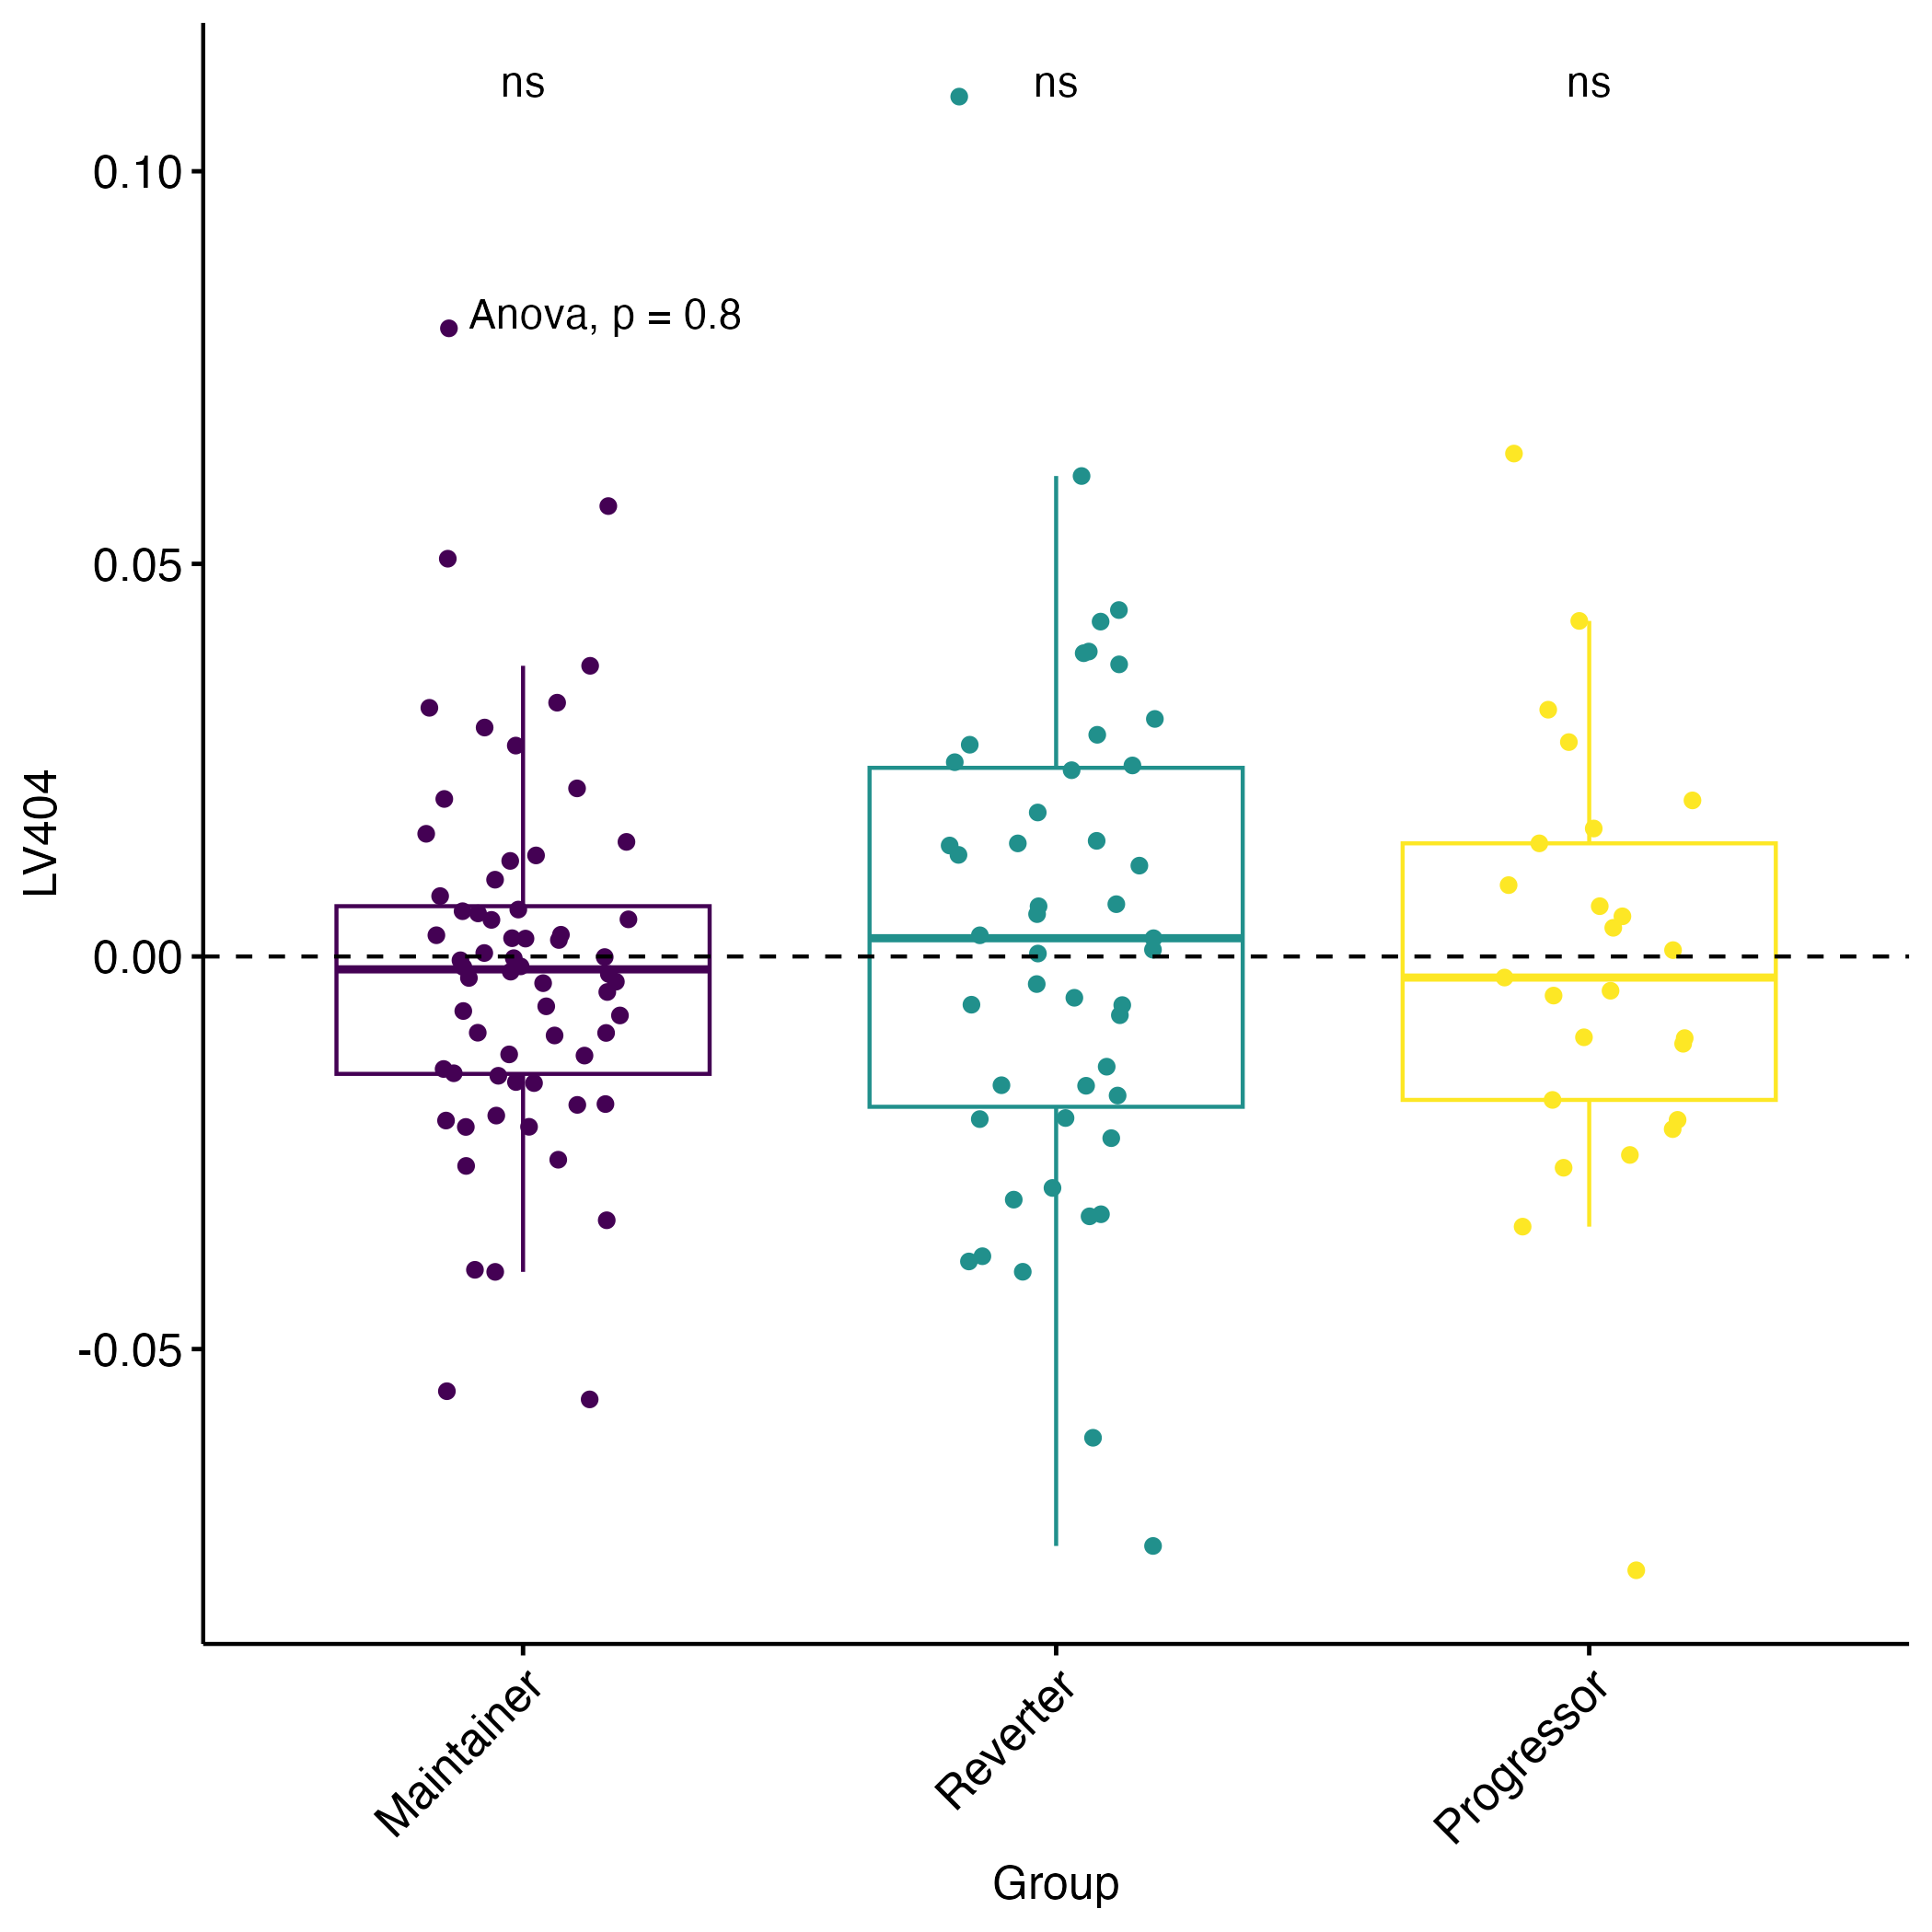 ns
ns
ns
0.10
Anova, p = 0.8
0.05
LV404
0.00
-0.05
Maintainer
Reverter
Progressor
Group